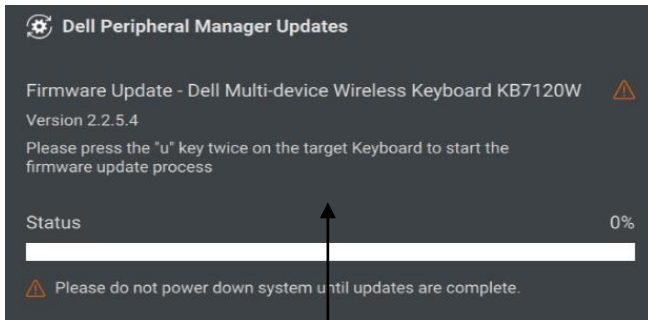 Dell Peripheral Manager Updates
Firmware Update - Dell Multi-device Wireless Keyboard KB7120W
Version 2.2.5.4
Please press the "u" key twice on the target Keyboard to start the
firmware update process
Status 0%
Please do not power down system until updates are complete.